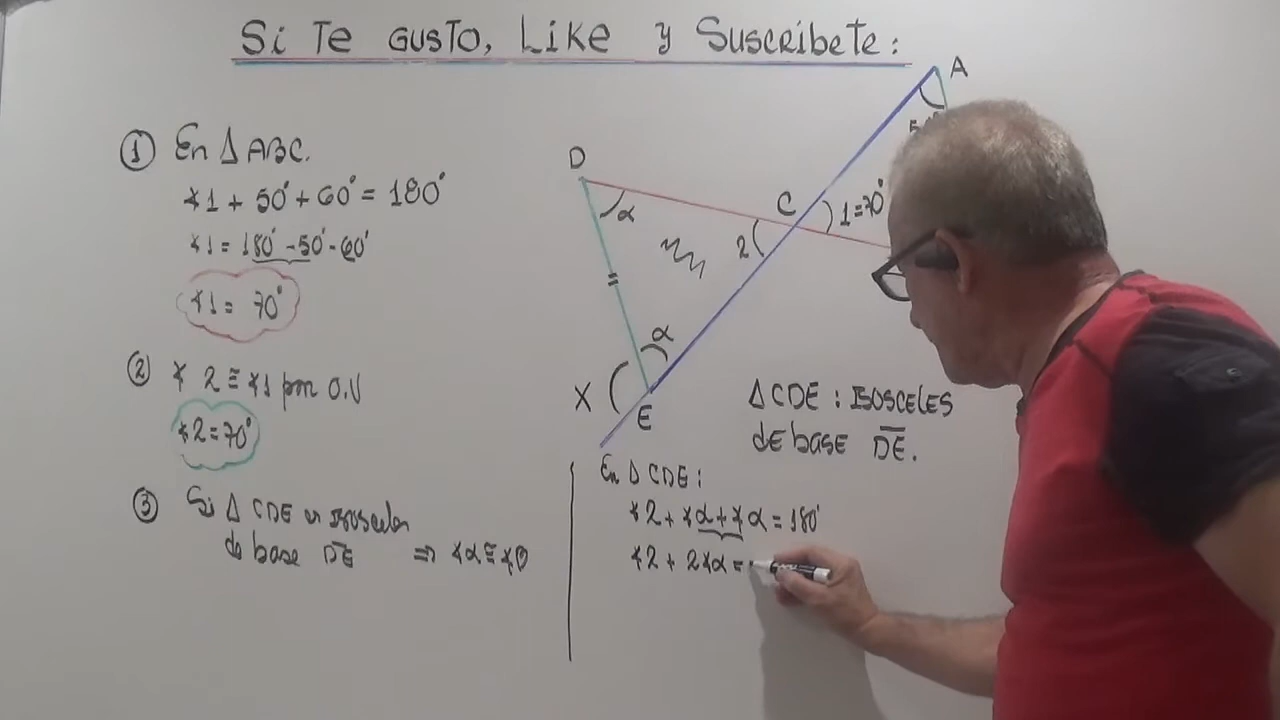 Si Te GUSTO, Like y Suscríbete:
① En Δ ABC.
∢1 + 50° + 60° = 180°
∢1 = 180° - 50° - 60°
∢1 = 70°
② ∢ 2 ≅ ∢1 por O.V
∢2 = 70°
③ Si Δ CDE es isosceles
de base DE ⇒ ∢α ≅ ∢D
A
D
α
C
1=70°
2
=
α
X
E
Δ CDE : ISOSCELES
de base DE.
En Δ CDE:
∢2 + ∢α + ∢α = 180°
∢2 + 2∢α =